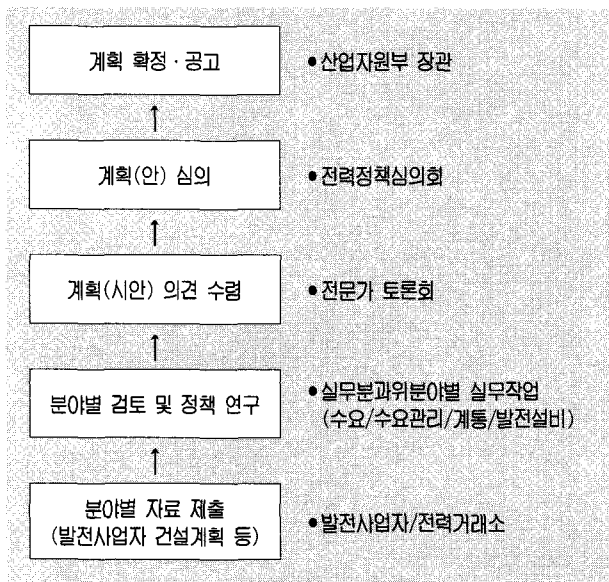 계획 확정·공고
•산업자원부 장관
↑
계획(안) 심의
•전력정책심의회
↑
계획(시안) 의견 수령
•전문가 토론회
↑
분야별 검토 및 정책 연구
•실무분과위분야별 실무작업
(수요/수요관리/계통/발전설비)
↑
분야별 자료 제출
(발전사업자 건설계획 등)
•발전사업자/전력거래소